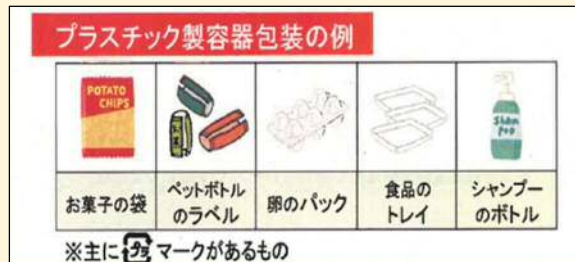 プラスチック製容器包装の例
POTATO
CHIPS
Sham
poo
お菓子の袋
ペットボトル
のラベル
卵のパック
食品の
トレイ
シャンプー
のボトル
※主にプラマークがあるもの